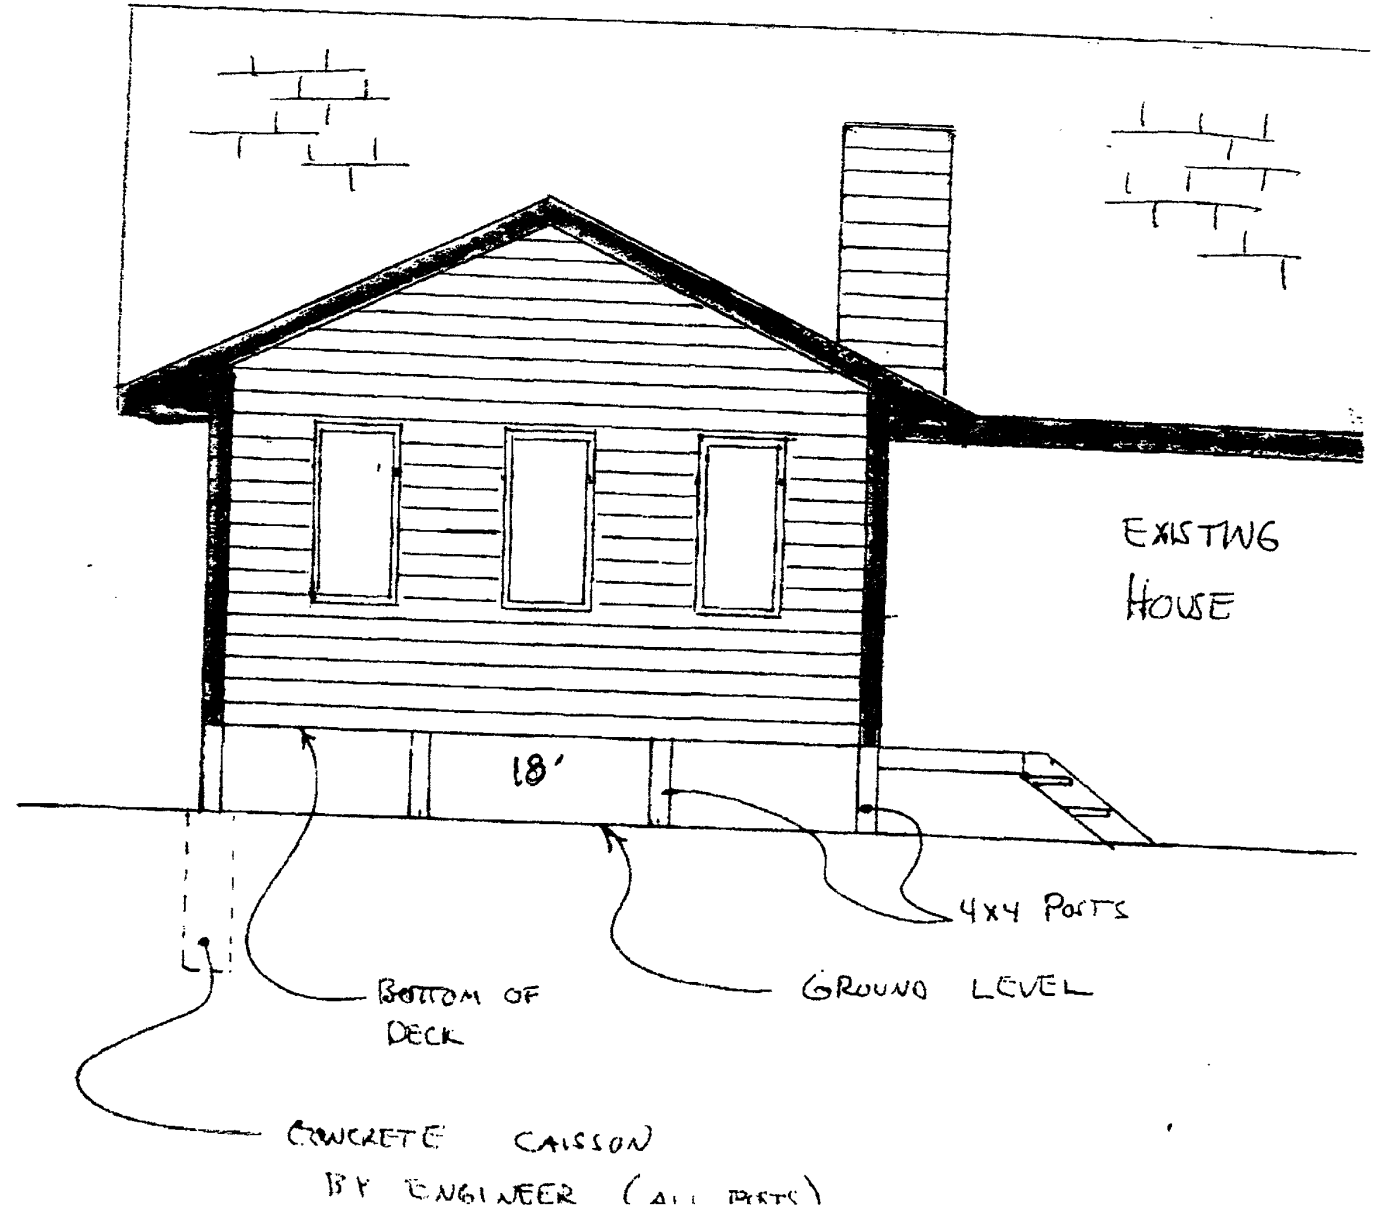 EXISTING
HOUSE
18'
4x4 POSTS
GROUND LEVEL
BOTTOM OF
DECK
CONCRETE CAISSON
BY ENGINEER (ALL POSTS)